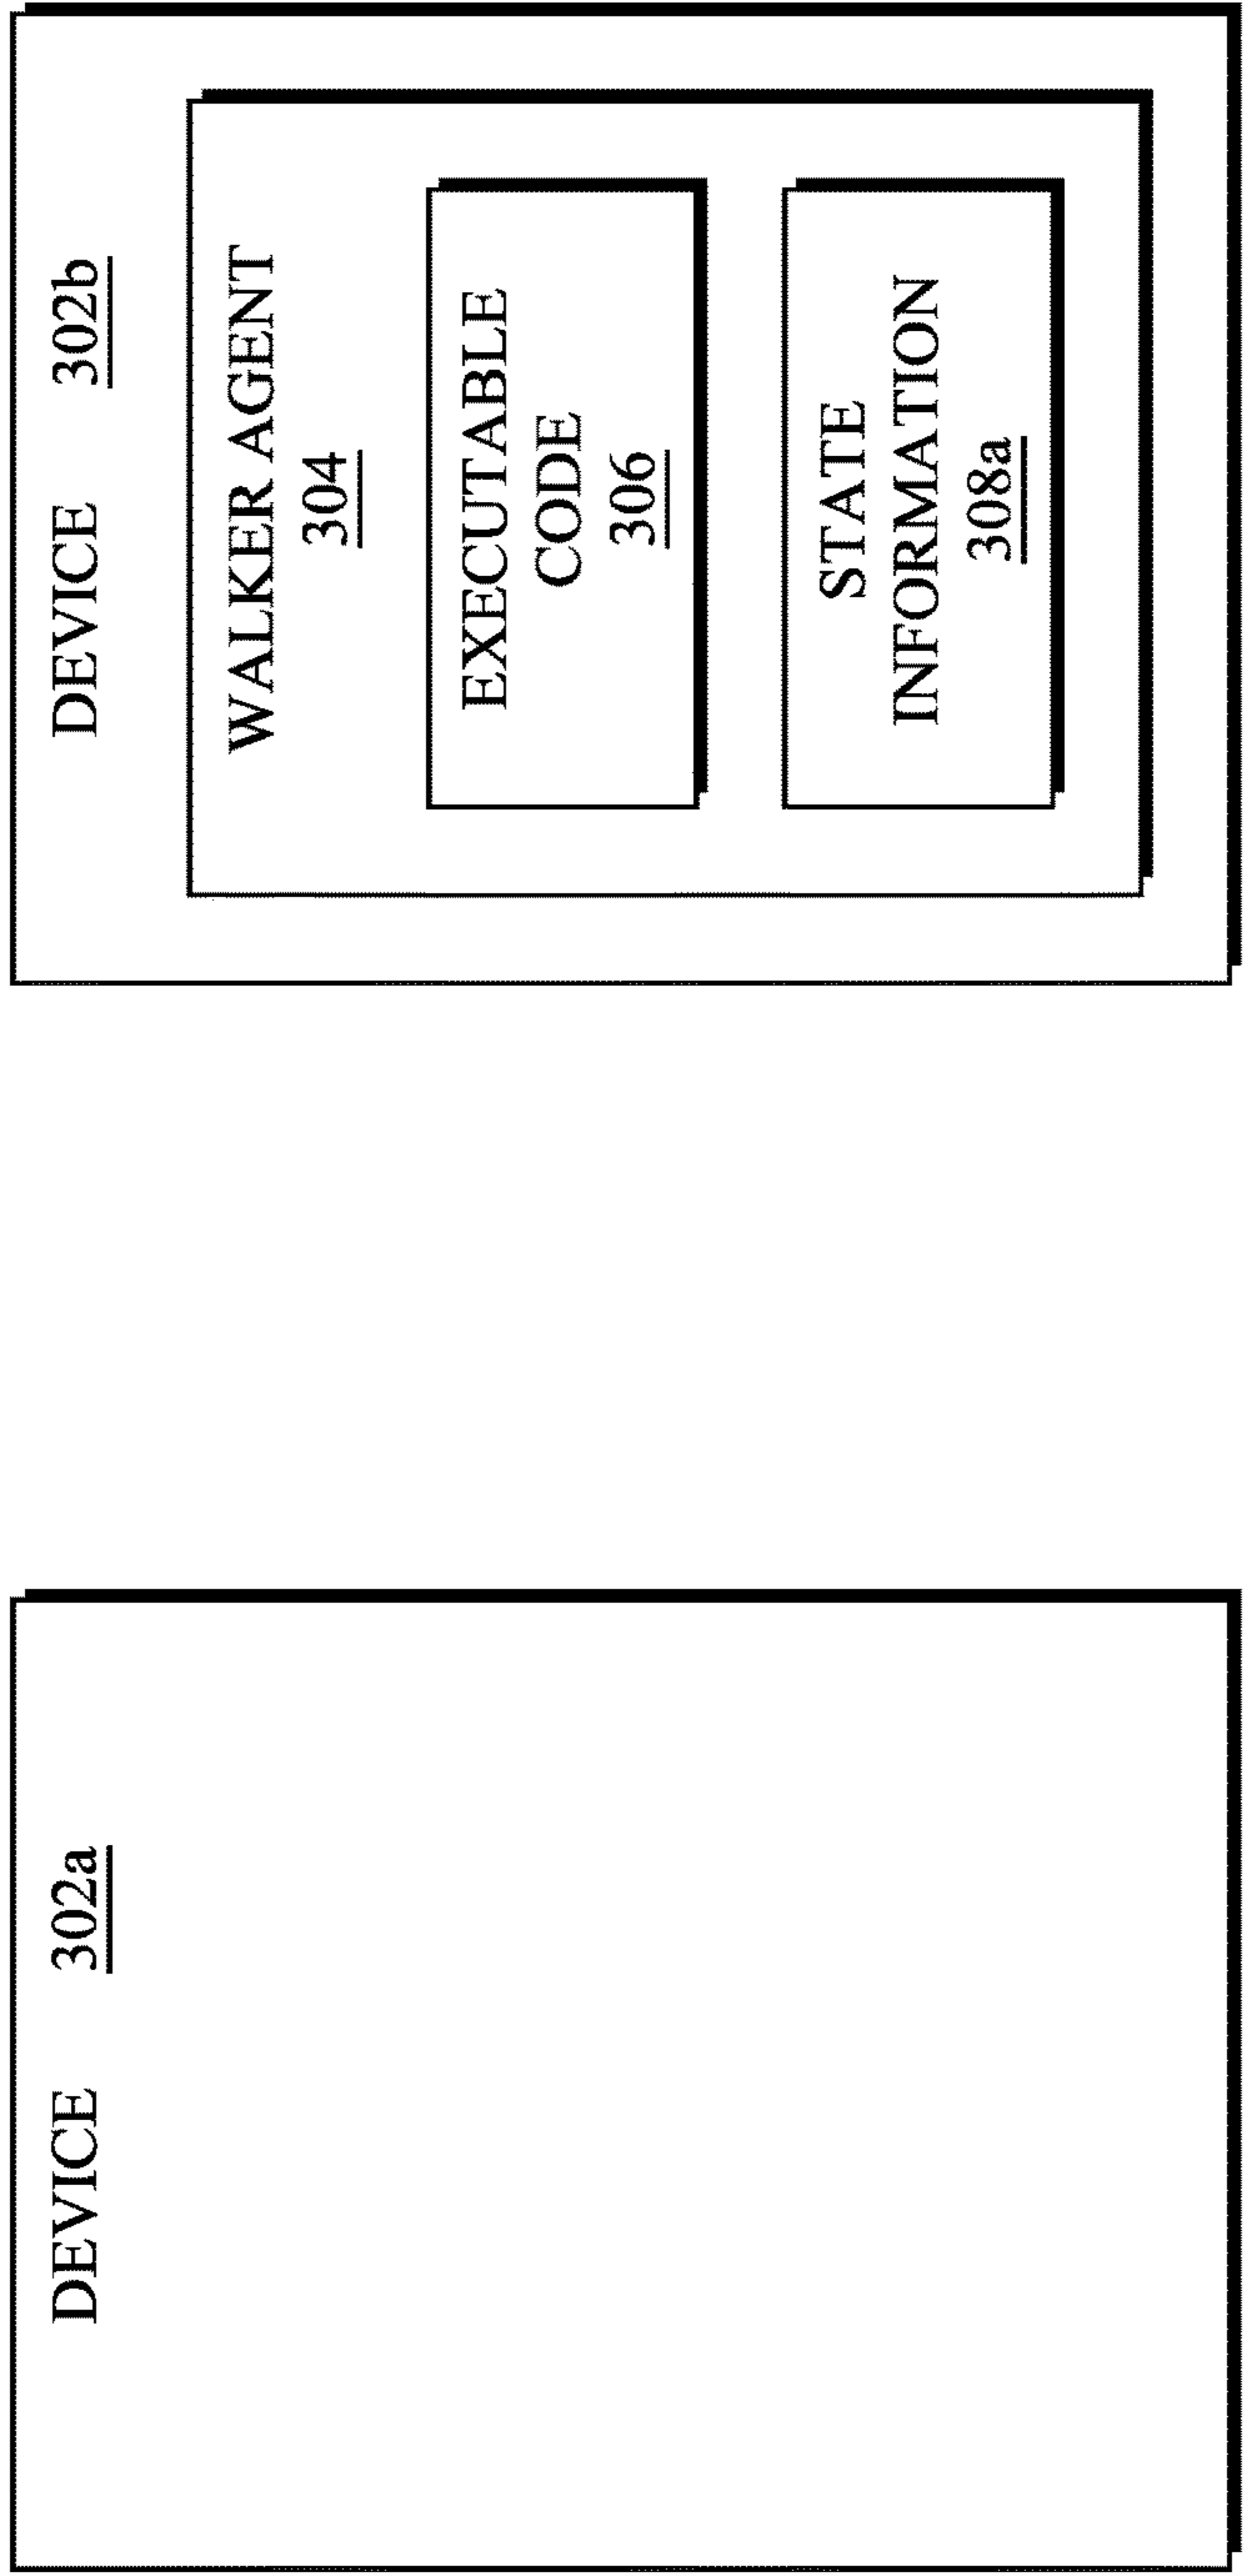 DEVICE 302a
DEVICE 302b
WALKER AGENT
304
EXECUTABLE
CODE
306
STATE
INFORMATION
308a